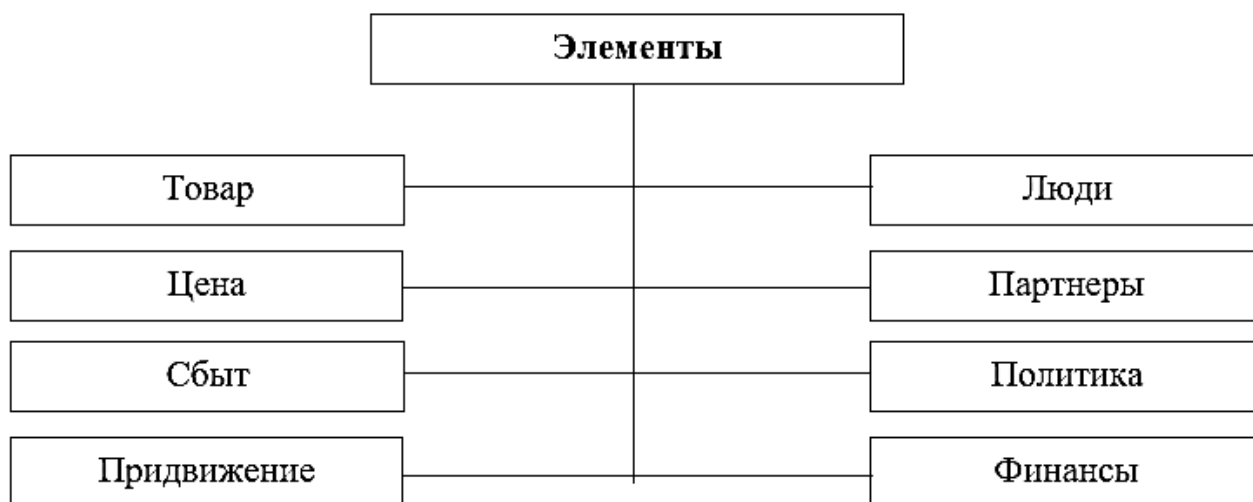 Элементы
Товар
Люди
Цена
Партнеры
Сбыт
Политика
Придвижение
Финансы